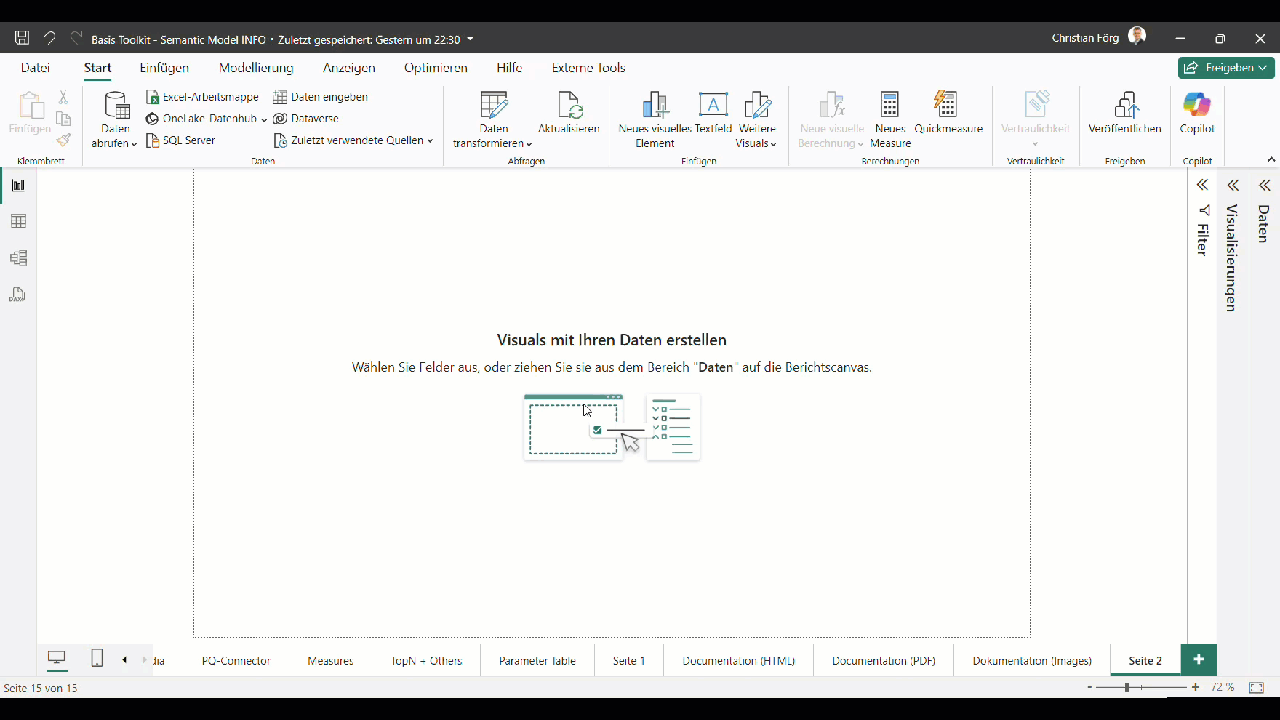 Basis Toolkit - Semantic Model INFO • Zuletzt gespeichert: Gestern um 22:30
Christian Färg
Datei Start Einfügen Modellierung Anzeigen Optimieren Hilfe Externe Tools Freigeben
Einfügen
Daten abrufen
Excel-Arbeitsmappe
OneLake-Datenhub
SQL Server
Daten eingeben
Dataverse
Zuletzt verwendete Quellen
Daten transformieren
Aktualisieren
Neues visuelles Element
Textfeld
Weitere Visuals
Neue visuelle Berechnung
Neues Measure
Quickmeasure
Vertraulichkeit
Veröffentlichen
Copilot
Klemmbrett Daten Abfragen Einfügen Berechnungen Vertraulichkeit Freigeben Copilot
Filter
Visualisierungen
Daten
Visuals mit Ihren Daten erstellen
Wählen Sie Felder aus, oder ziehen Sie sie aus dem Bereich "Daten" auf die Berichtscanvas.
dia PQ-Connector Measures TopN + Others Parameter Table Seite 1 Documentation (HTML) Documentation (PDF) Dokumentation (Images) Seite 2 +
Seite 15 von 15
- + 72 %